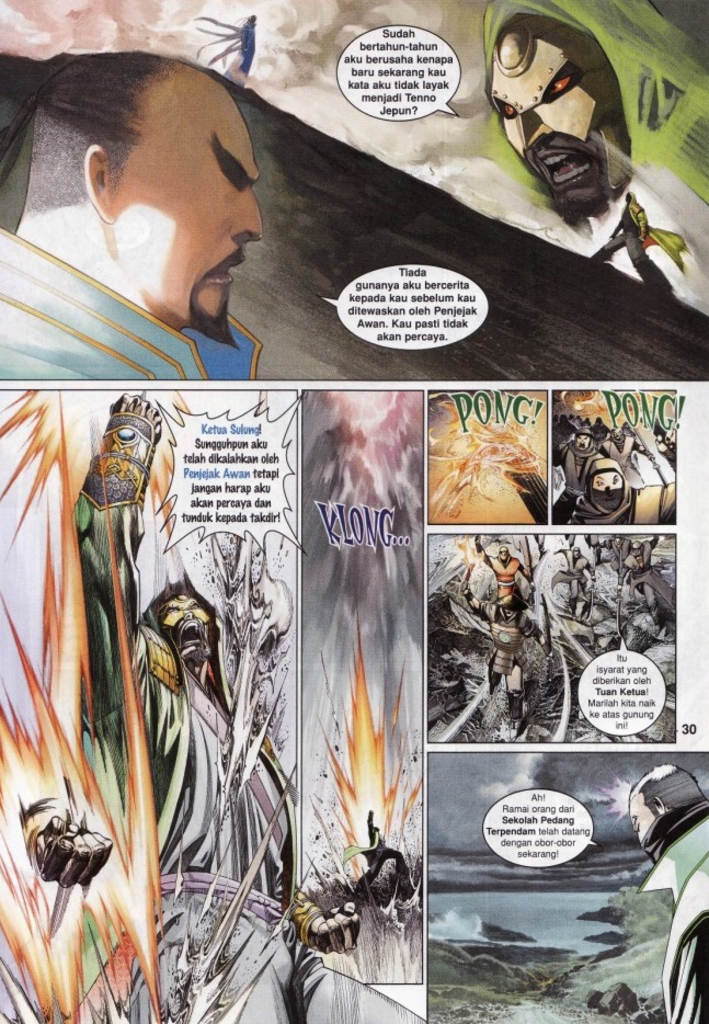 Sudah
bertahun-tahun
aku berusaha kenapa
baru sekarang kau
kata aku tidak layak
menjadi Tenno
Jepun?
Tiada
gunanya aku bercerita
kepada kau sebelum kau
ditewaskan oleh Penjejak
Awan. Kau pasti tidak
akan percaya.
Ketua Sulung!
Sungguhpun aku
telah dikalahkan oleh
Penjejak Awan tetapi
jangan harap aku
akan percaya dan
tunduk kepada takdir!
KLONG...
PONG!
PONG!
Itu
isyarat yang
diberikan oleh
Tuan Ketua!
Marilah kita naik
ke atas gunung
ini!
30
Ah!
Ramai orang dari
Sekolah Pedang
Terpendam telah datang
dengan obor-obor
sekarang!